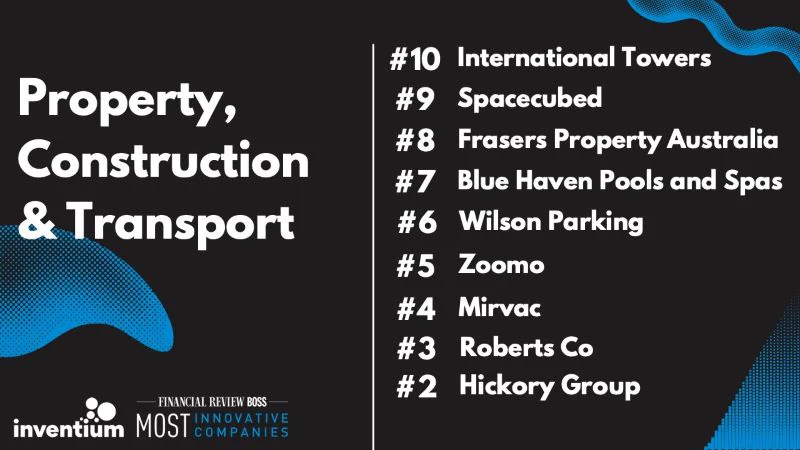 Property,
Construction
& Transport
#10 International Towers
#9 Spacecubed
#8 Frasers Property Australia
#7 Blue Haven Pools and Spas
#6 Wilson Parking
#5 Zoomo
#4 Mirvac
#3 Roberts Co
#2 Hickory Group
inventium
FINANCIAL REVIEW BOSS
MOST INNOVATIVE
COMPANIES